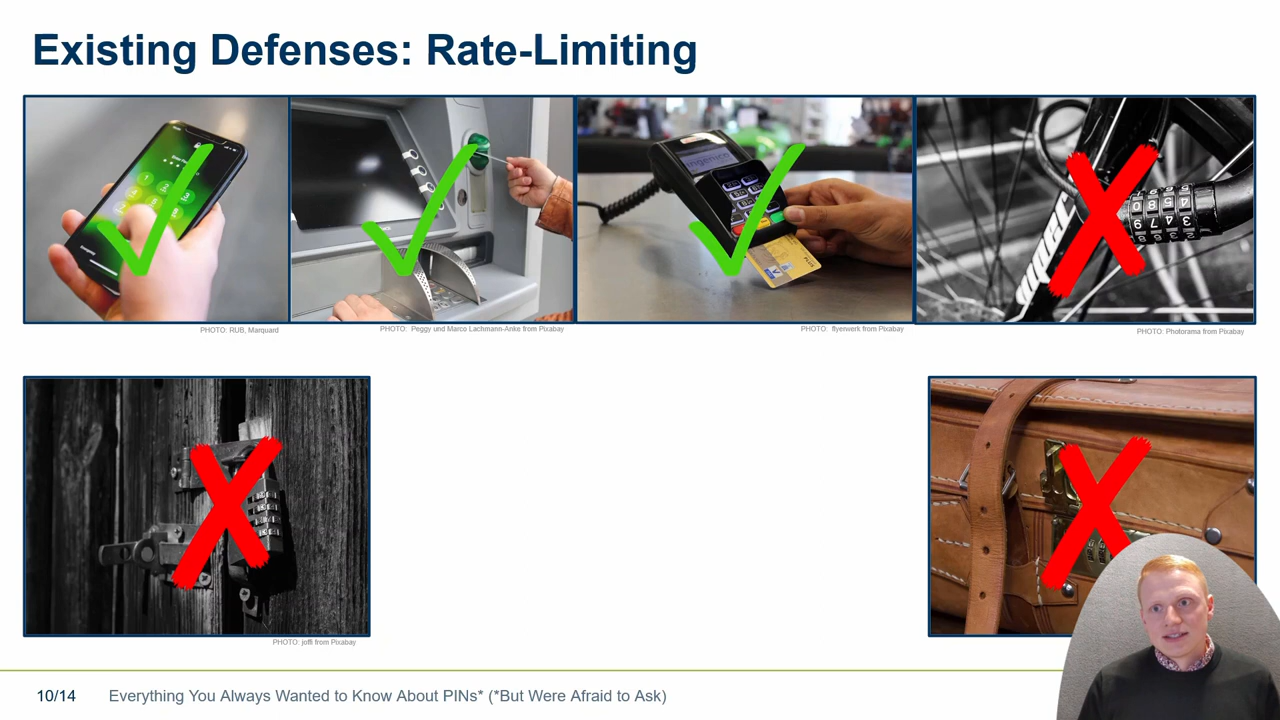 Existing Defenses: Rate-Limiting
ingenico
PHOTO: RUB, Marquard
PHOTO: Peggy und Marco Lachmann-Anke from Pixabay
PHOTO: flyerwerk from Pixabay
PHOTO: Photorama from Pixabay
PHOTO: joffi from Pixabay
10/14
Everything You Always Wanted to Know About PINs* (*But Were Afraid to Ask)